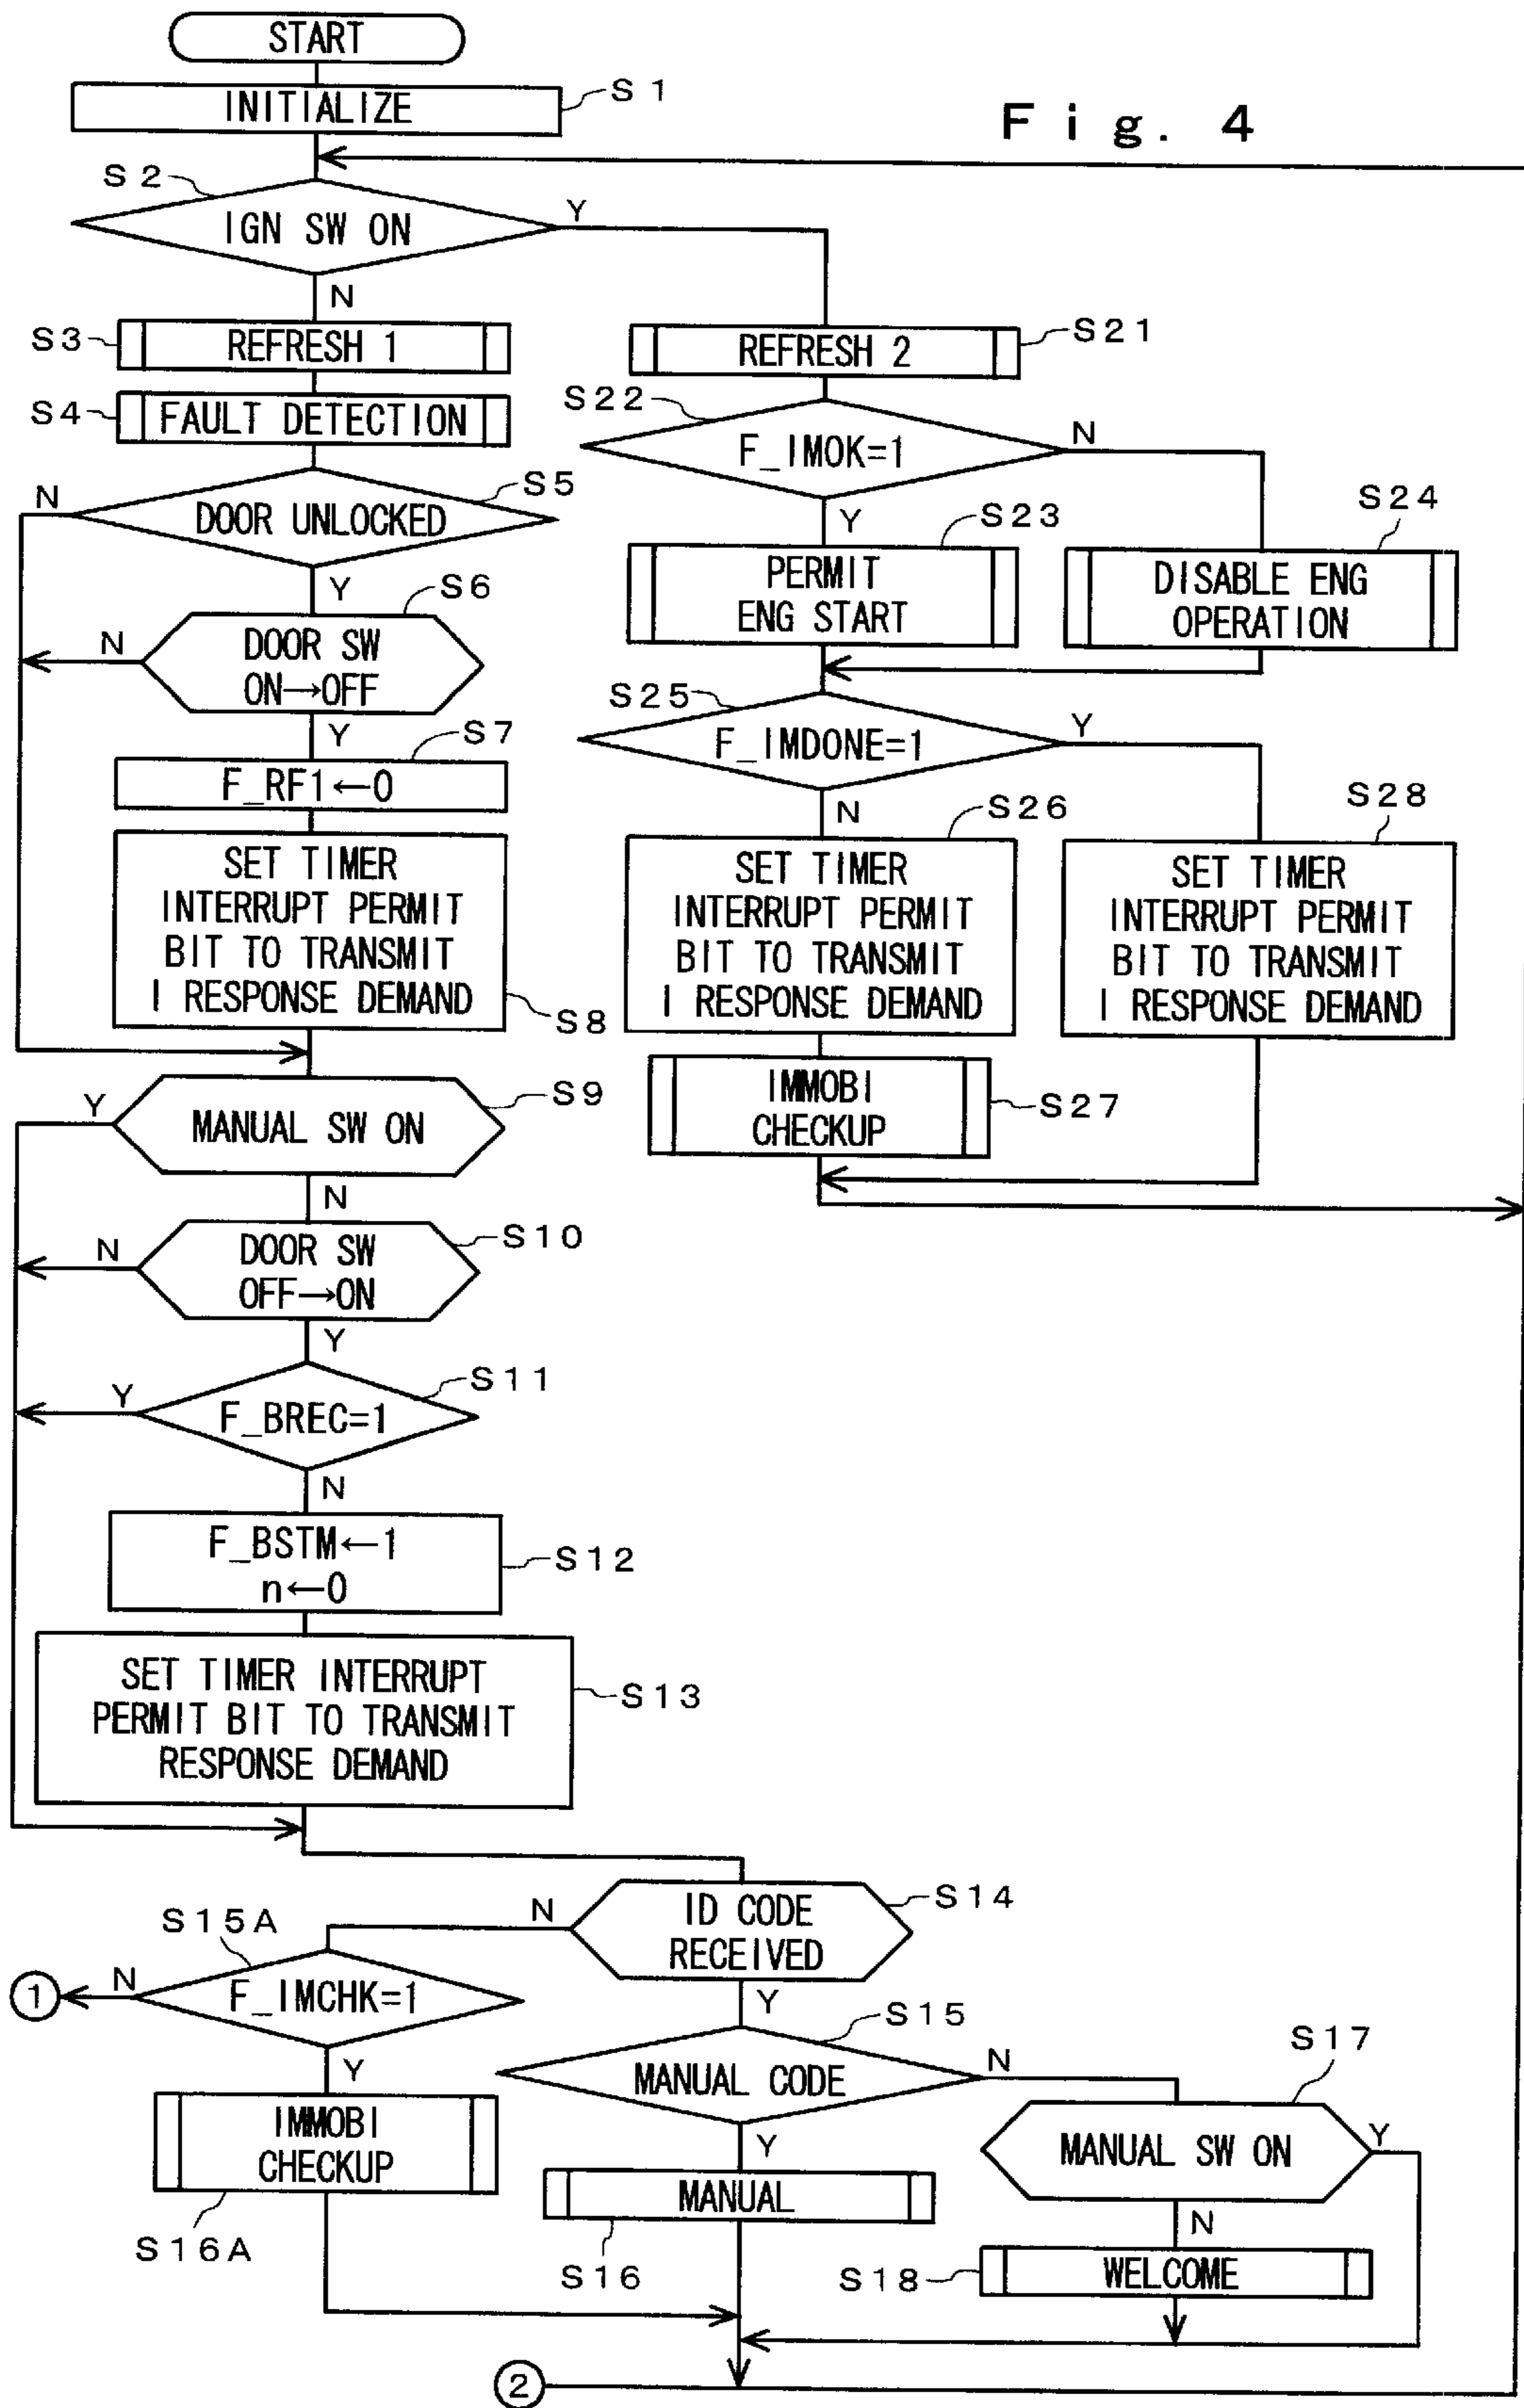 START
INITIALIZE
S1
Fig. 4
S2
IGN SW ON
Y
N
S3
REFRESH 1
REFRESH 2
S21
S4
FAULT DETECTION
S22
F_IMOK=1
N
N
S5
DOOR UNLOCKED
Y
Y
S23
S24
PERMIT
ENG START
DISABLE ENG
OPERATION
S6
N
DOOR SW
ON→OFF
Y
S7
F_RF1←0
S25
F_IMDONE=1
Y
N
S26
S28
SET TIMER
INTERRUPT PERMIT
BIT TO TRANSMIT
I RESPONSE DEMAND
S8
SET TIMER
INTERRUPT PERMIT
BIT TO TRANSMIT
I RESPONSE DEMAND
SET TIMER
INTERRUPT PERMIT
BIT TO TRANSMIT
I RESPONSE DEMAND
Y
MANUAL SW ON
S9
N
IMMOBI
CHECKUP
S27
N
DOOR SW
OFF→ON
S10
Y
Y
F_BREC=1
S11
N
F_BSTM←1
n←0
S12
SET TIMER INTERRUPT
PERMIT BIT TO TRANSMIT
RESPONSE DEMAND
S13
N
ID CODE
RECEIVED
S14
Y
S15A
1
N
F_IMCHK=1
Y
S15
MANUAL CODE
N
Y
S17
MANUAL SW ON
Y
N
IMMOBI
CHECKUP
S16A
MANUAL
S16
S18
WELCOME
2